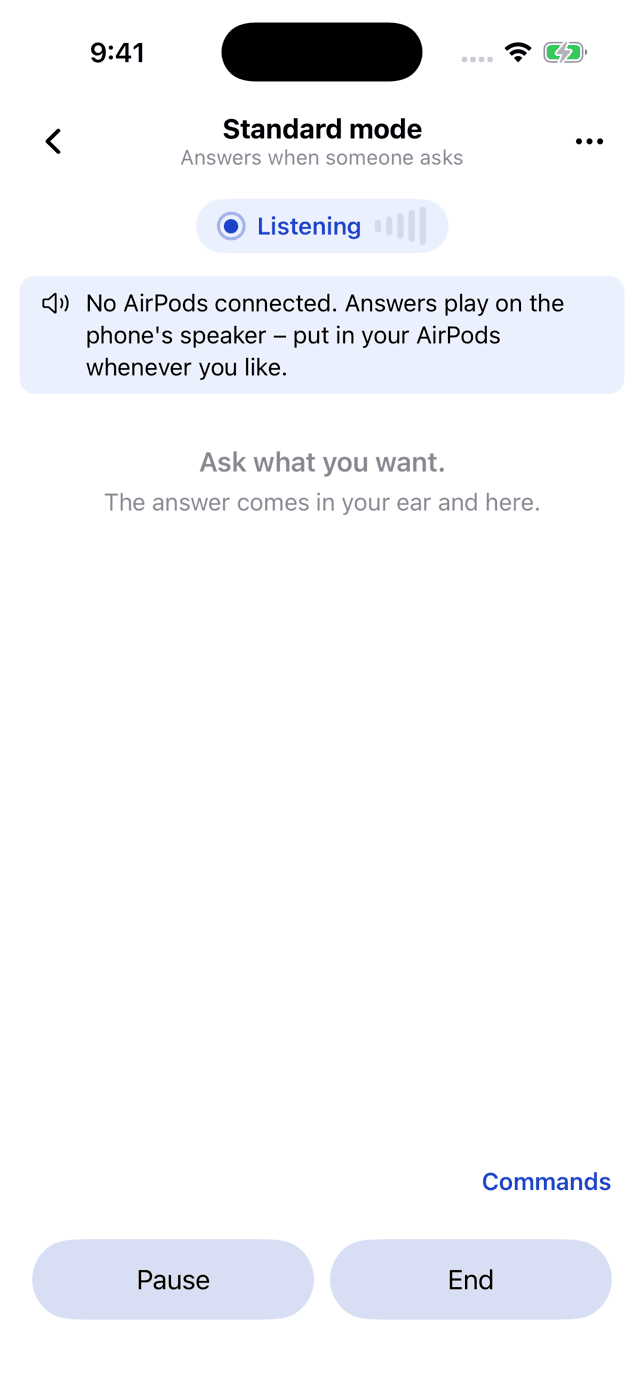 9:41
Standard mode
Answers when someone asks
Listening
No AirPods connected. Answers play on the
phone's speaker – put in your AirPods
whenever you like.
Ask what you want.
The answer comes in your ear and here.
Commands
Pause
End